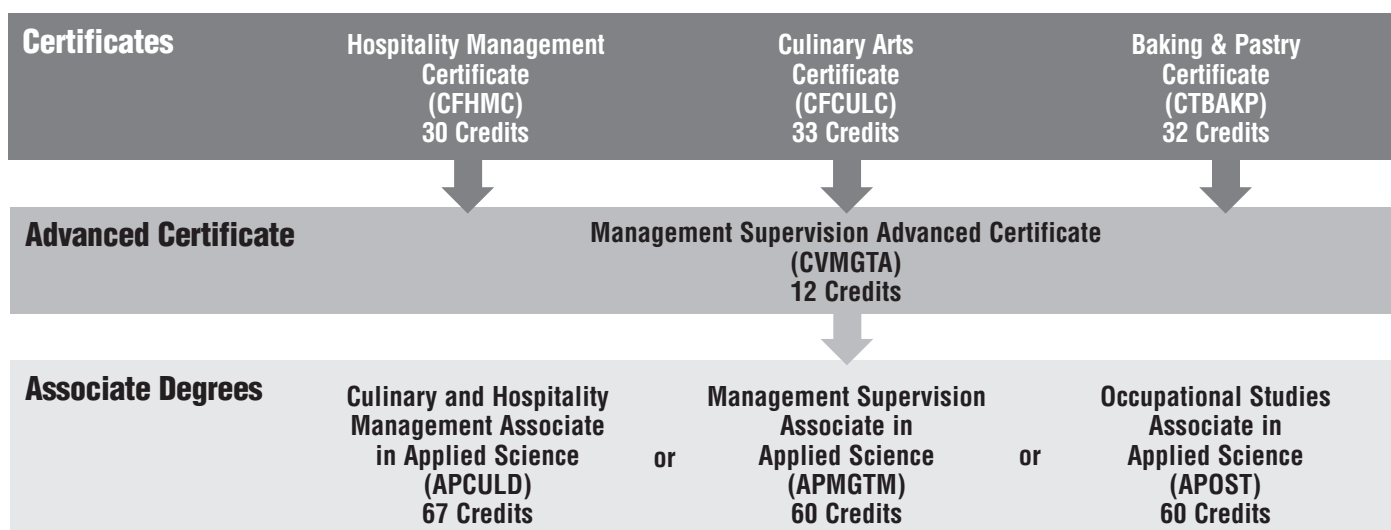 Certificates
Hospitality Management
Certificate
(CFHMC)
30 Credits
Culinary Arts
Certificate
(CFCULC)
33 Credits
Baking & Pastry
Certificate
(CTBAKP)
32 Credits
Advanced Certificate
Management Supervision Advanced Certificate
(CVMGTA)
12 Credits
Associate Degrees
Culinary and Hospitality
Management Associate
in Applied Science
(APCULD)
67 Credits
or
Management Supervision
Associate in
Applied Science
(APMGTM)
60 Credits
or
Occupational Studies
Associate in
Applied Science
(APOST)
60 Credits